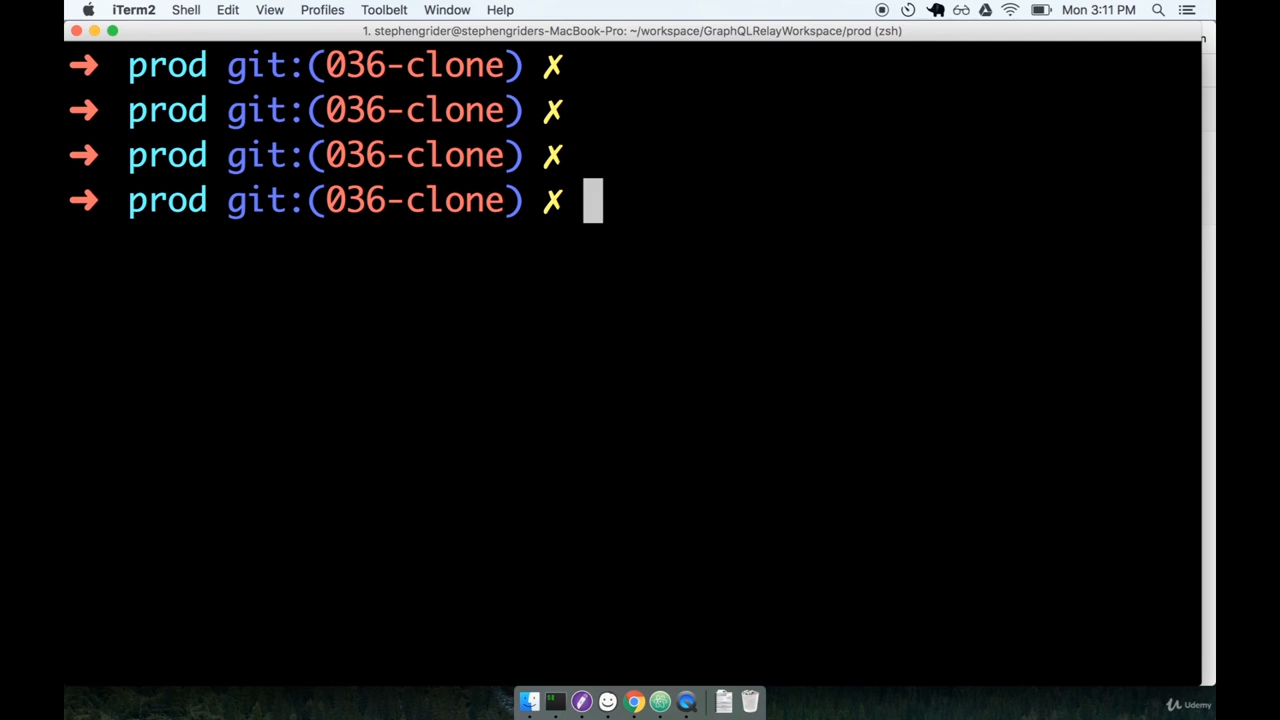 iTerm2 Shell Edit View Profiles Toolbelt Window Help Mon 3:11 PM
1. stephengrider@stephengriders-MacBook-Pro: ~/workspace/GraphQLRelayWorkspace/prod (zsh)
➜ prod git:(036-clone) ✗
➜ prod git:(036-clone) ✗
➜ prod git:(036-clone) ✗
➜ prod git:(036-clone) ✗
Udemy